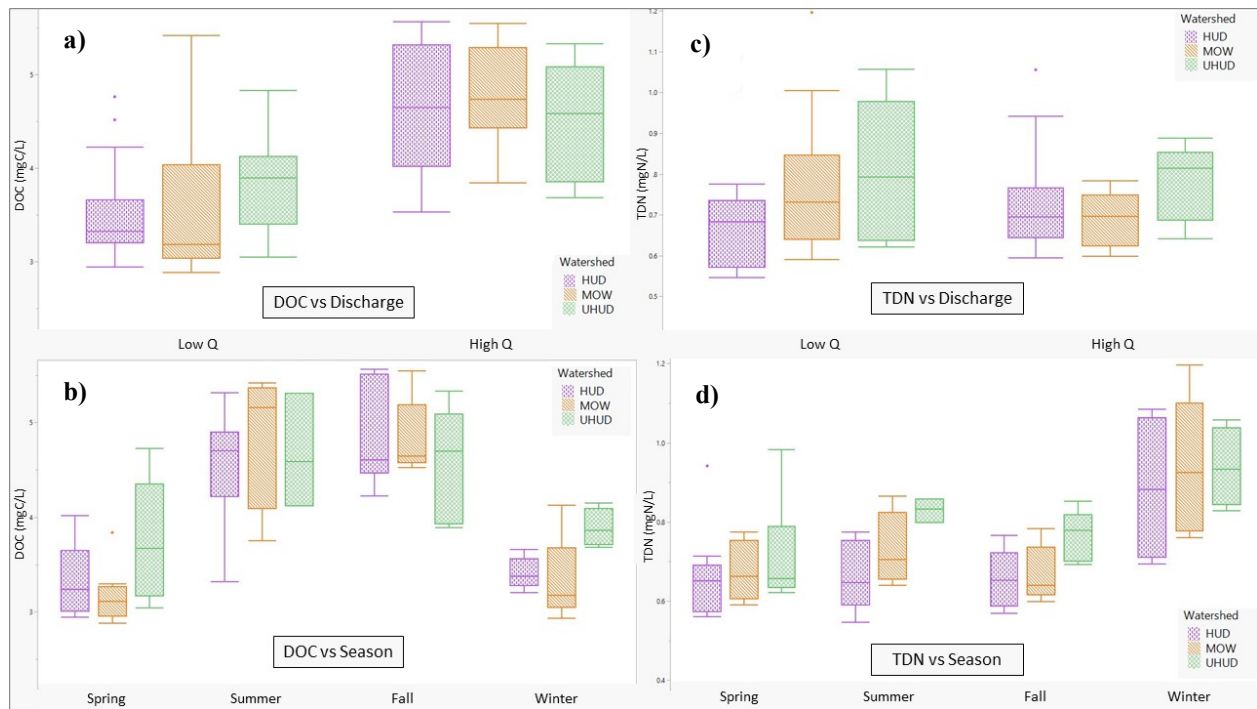 a)
DOC (mgC/L)
5
4
3
Watershed
HUD
MOW
UHUD
DOC vs Discharge
Low Q
High Q
c)
TDN (mgN/L)
1.2
1.1
1.0
0.9
0.8
0.7
0.6
0.5
Watershed
HUD
MOW
UHUD
TDN vs Discharge
Low Q
High Q
b)
DOC (mgC/L)
5
4
3
Watershed
HUD
MOW
UHUD
DOC vs Season
Spring
Summer
Fall
Winter
d)
TDN (mgN/L)
1.2
1.0
0.8
0.6
0.4
Watershed
HUD
MOW
UHUD
TDN vs Season
Spring
Summer
Fall
Winter